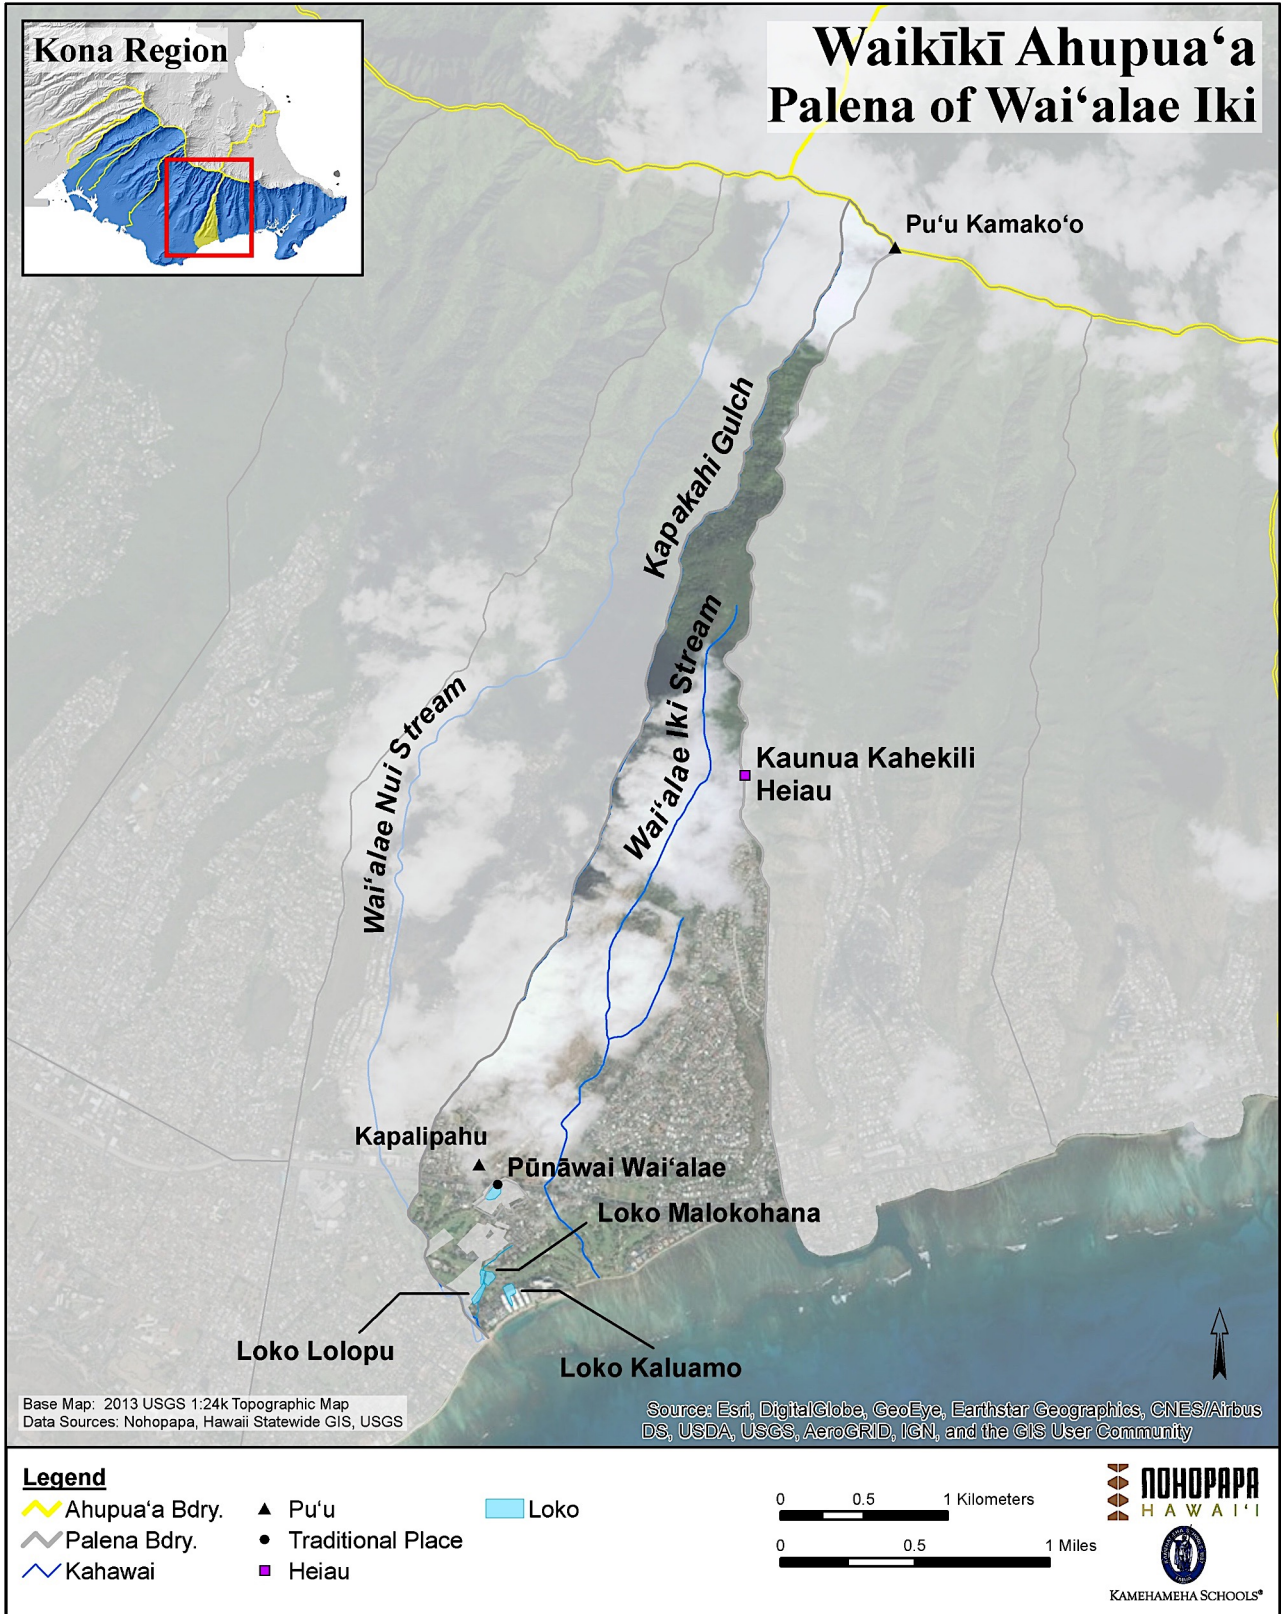 Kona Region
Waikīkī Ahupuaʻa
Palena of Waiʻalae Iki
Puʻu Kamakoʻo
Kapakahi Gulch
Waiʻalae Iki Stream
Waiʻalae Nui Stream
Kaunua Kahekili
Heiau
Kapalipahu
Pūnāwai Waiʻalae
Loko Malokohana
Loko Lolopu
Loko Kaluamo
Base Map: 2013 USGS 1:24k Topographic Map
Data Sources: Nohopapa, Hawaii Statewide GIS, USGS
Source: Esri, DigitalGlobe, GeoEye, Earthstar Geographics, CNES/Airbus
DS, USDA, USGS, AeroGRID, IGN, and the GIS User Community
Legend
Ahupuaʻa Bdry.
Palena Bdry.
Kahawai
Puʻu
Traditional Place
Heiau
Loko
0 0.5 1 Kilometers
0 0.5 1 Miles
NOHOPAPA
HAWAIʻI
KAMEHAMEHA SCHOOLS®